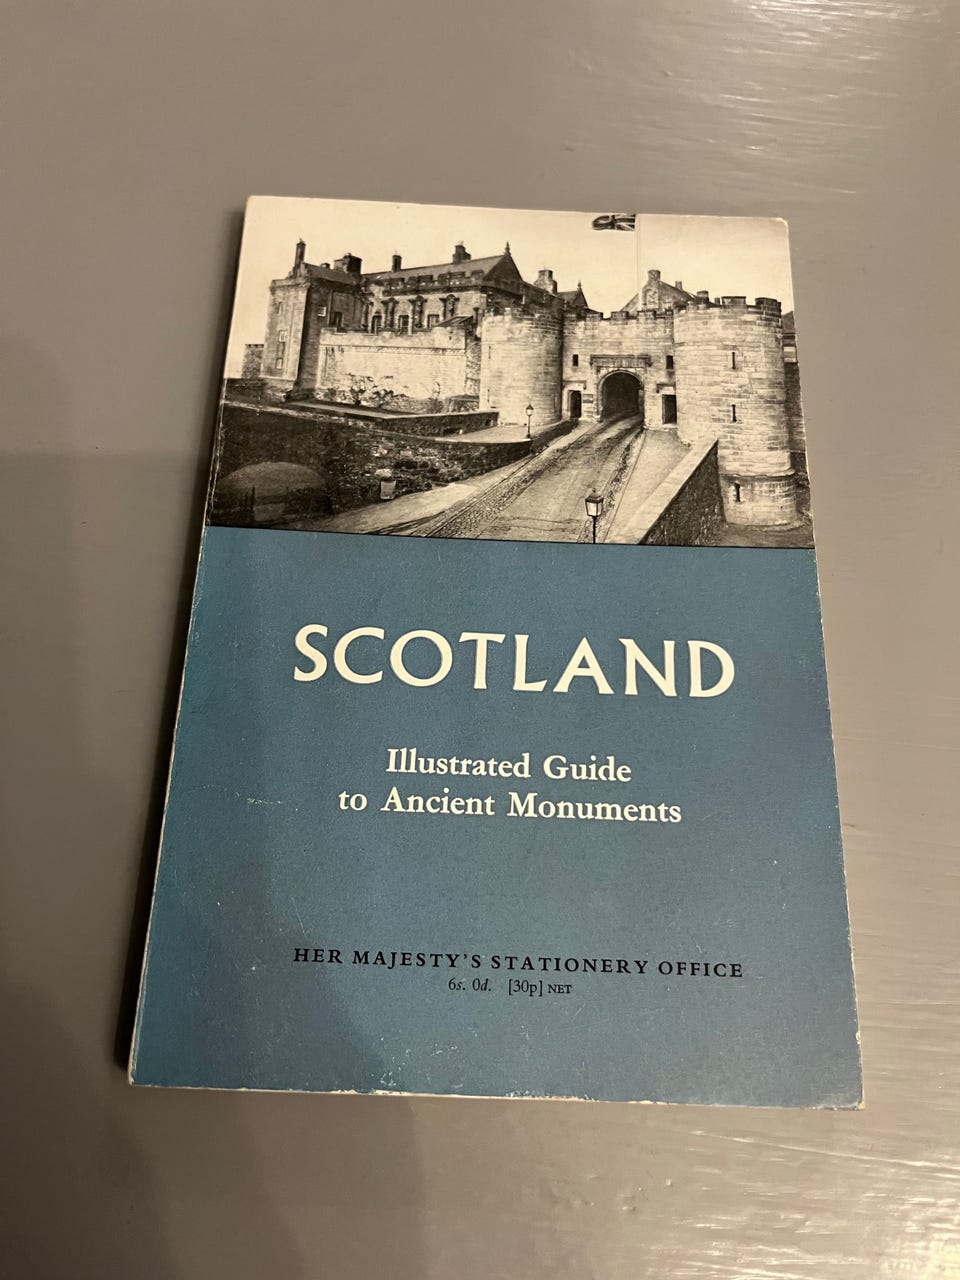 SCOTLAND
Illustrated Guide
to Ancient Monuments
HER MAJESTY'S STATIONERY OFFICE
6s. 0d. [30p] NET